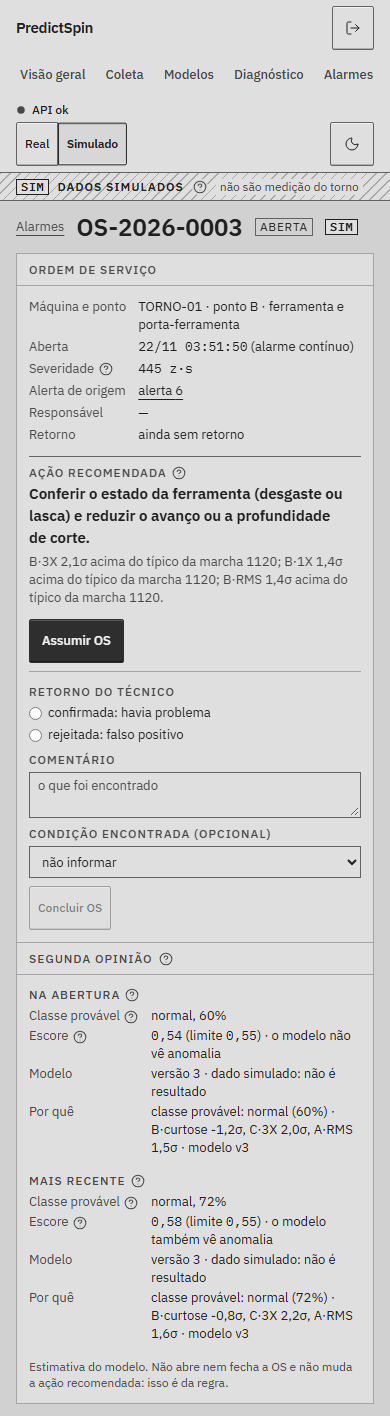 PredictSpin
Visão geral Coleta Modelos Diagnóstico Alarmes
API ok
Real Simulado
SIM DADOS SIMULADOS ? não são medição do torno
Alarmes OS-2026-0003 ABERTA SIM
ORDEM DE SERVIÇO
Máquina e ponto TORNO-01 · ponto B · ferramenta e
porta-ferramenta
Aberta 22/11 03:51:50 (alarme contínuo)
Severidade ? 445 z·s
Alerta de origem alerta 6
Responsável —
Retorno ainda sem retorno
AÇÃO RECOMENDADA ?
Conferir o estado da ferramenta (desgaste ou
lasca) e reduzir o avanço ou a profundidade
de corte.
B·3X 2,1σ acima do típico da marcha 1120; B·1X 1,4σ
acima do típico da marcha 1120; B·RMS 1,4σ acima do
típico da marcha 1120.
Assumir OS
RETORNO DO TÉCNICO
confirmada: havia problema
rejeitada: falso positivo
COMENTÁRIO
o que foi encontrado
CONDIÇÃO ENCONTRADA (OPCIONAL)
não informar
Concluir OS
SEGUNDA OPINIÃO ?
NA ABERTURA ?
Classe provável ? normal, 60%
Escore ? 0,54 (limite 0,55) · o modelo não
vê anomalia
Modelo versão 3 · dado simulado: não é
resultado
Por quê classe provável: normal (60%) ·
B·curtose -1,2σ, C·3X 2,0σ, A·RMS
1,5σ · modelo v3
MAIS RECENTE ?
Classe provável ? normal, 72%
Escore ? 0,58 (limite 0,55) · o modelo
também vê anomalia
Modelo versão 3 · dado simulado: não é
resultado
Por quê classe provável: normal (72%) ·
B·curtose -0,8σ, C·3X 2,2σ, A·RMS
1,6σ · modelo v3
Estimativa do modelo. Não abre nem fecha a OS e não muda
a ação recomendada: isso é da regra.